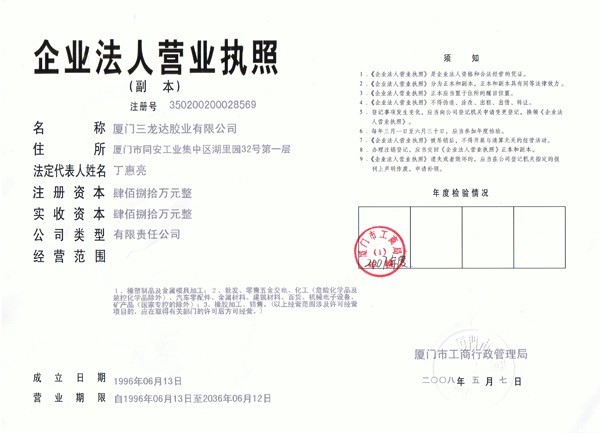 企业法人营业执照
(副 本)
注册号 350200200028569
名 称 厦门三龙达胶业有限公司
住 所 厦门市同安工业集中区湖里园32号第一层
法定代表人姓名 丁惠亮
注 册 资 本 肆佰捌拾万元整
实 收 资 本 肆佰捌拾万元整
公 司 类 型 有限责任公司
经 营 范 围
1、橡塑制品及金属模具加工；2、批发、零售五金交电、化工（危险化学品及
监控化学品除外）、汽车零配件、金属材料、建筑材料、百货、机械电子设备、
矿产品（国家专控的除外）；3、橡胶加工、销售。（以上经营范围涉及许可经营
项目的，应在取得有关部门的许可后方可经营。）
成 立 日 期 1996年06月13日
营 业 期 限 自1996年06月13日至2036年06月12日
须 知
1．《企业法人营业执照》是企业法人资格和合法经营的凭证。
2．《企业法人营业执照》分为正本和副本，正本和副本具有同等法律效力。
3．《企业法人营业执照》正本应当置于住所的醒目位置。
4．《企业法人营业执照》不得伪造、涂改、出租、出借、转让。
5．登记事项发生变化，应当向公司登记机关申请变更登记，换领《企业法
人营业执照》。
6．每年三月一日至六月三十日，应当参加年度检验。
7．《企业法人营业执照》被吊销后，不得开展与清算无关的经营活动。
8．办理注销登记，应当交回《企业法人营业执照》正本和副本。
9．《企业法人营业执照》遗失或者毁坏的，应当在公司登记机关指定的报
刊上声明作废，申请补领。
年 度 检 验 情 况
厦门市工商局
(1)
2007年度
厦门市工商行政管理局
二〇〇八年 五 月 七 日